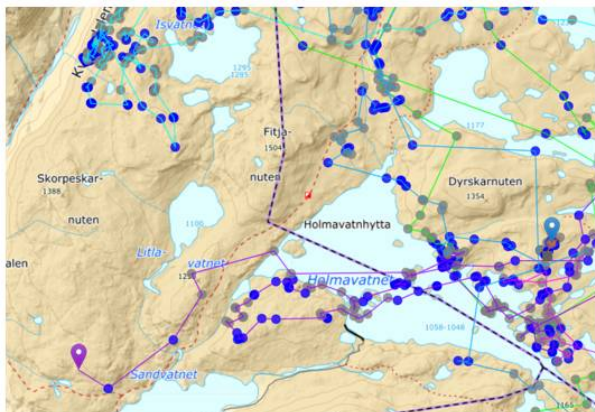 Isvatn
1295
1285
1177
Fitja-
1504
nuten
Skorpeskar-
1388
nuten
Dyrskarnuten
1354
1100
Holmavatnhytta
Litla-
vatnet
alen
Holmavatnet
1058-1048
Sandvatnet
1165